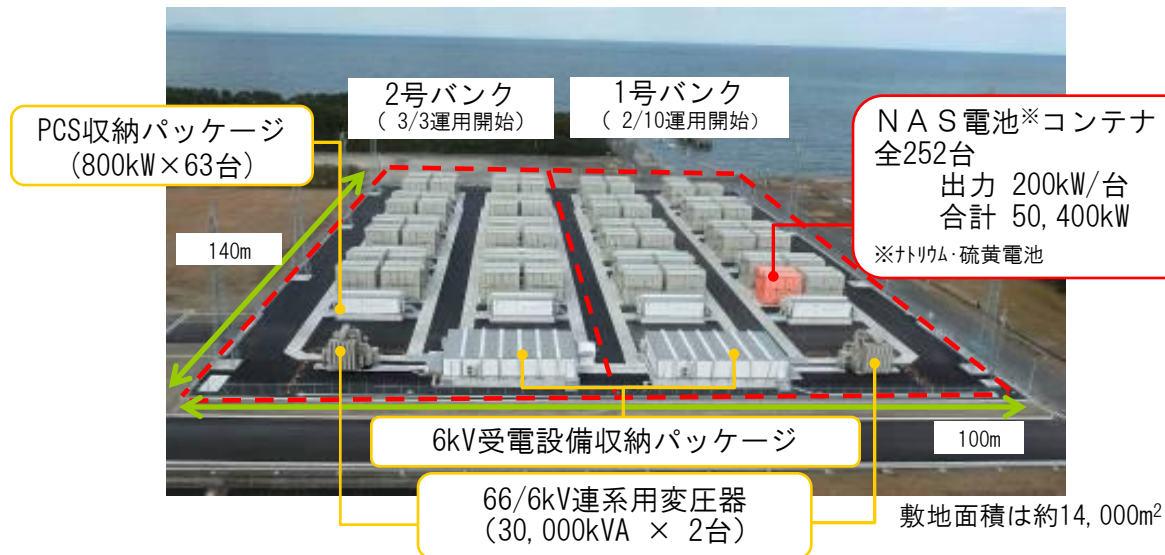 2号バンク
（ 3/3運用開始）
1号バンク
（ 2/10運用開始）
PCS収納パッケージ
(800kW×63台)
ＮＡＳ電池※コンテナ
全252台
出力 200kW/台
合計 50,400kW
※ﾅﾄﾘｳﾑ･硫黄電池
140m
6kV受電設備収納パッケージ
100m
66/6kV連系用変圧器
（30,000kVA × 2台）
敷地面積は約14,000m²